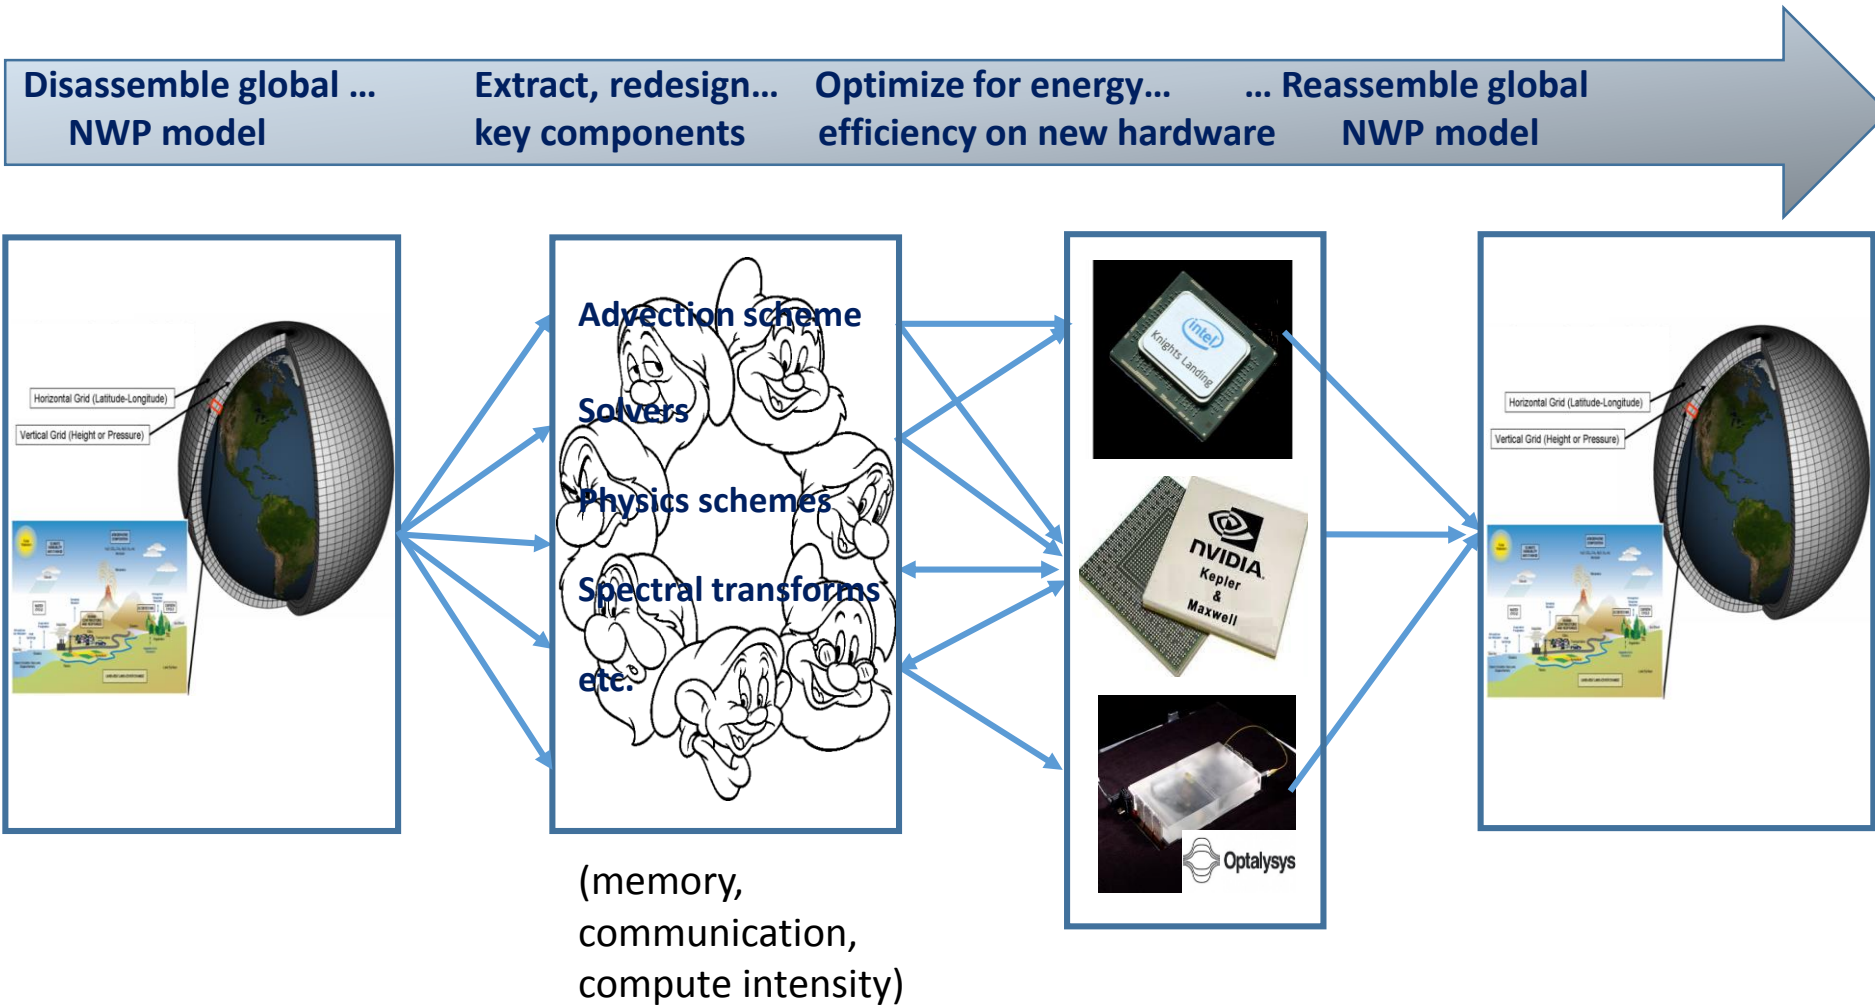 Disassemble global ...
NWP model
Extract, redesign...
key components
Optimize for energy...
efficiency on new hardware
... Reassemble global
NWP model
Horizontal Grid (Latitude-Longitude)
Vertical Grid (Height or Pressure)
Advection scheme
Solvers
Physics schemes
Spectral transforms
etc.
(memory,
communication,
compute intensity)
intel
Knights Landing
NVIDIA.
Kepler
&
Maxwell
Optalysys
Horizontal Grid (Latitude-Longitude)
Vertical Grid (Height or Pressure)